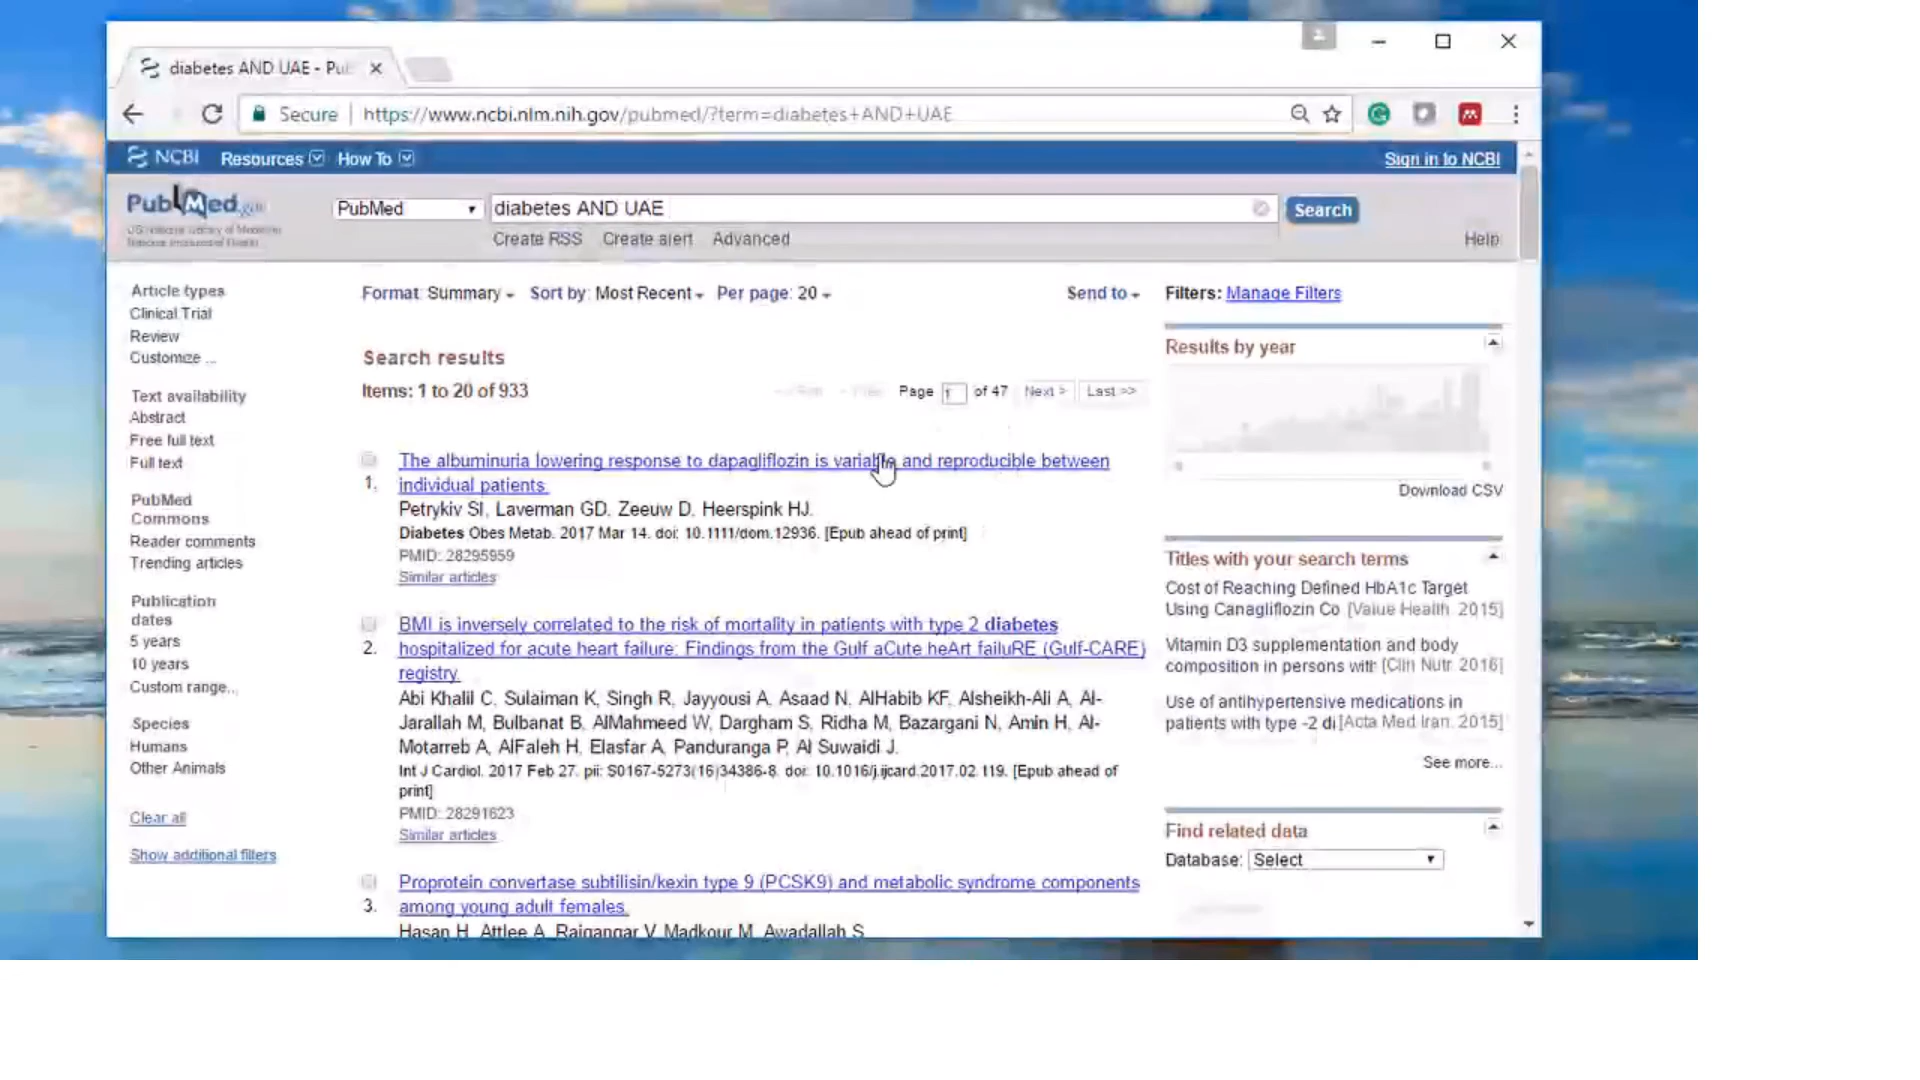 diabetes AND UAE - Pu
Secure
https://www.ncbi.nlm.nih.gov/pubmed/?term=diabetes+AND+UAE
NCBI Resources How To Sign in to NCBI
PubMed.gov
US National Library of Medicine
National Institutes of Health
PubMed
diabetes AND UAE
Search
Create RSS Create alert Advanced
Help
Article types
Clinical Trial
Review
Customize ...
Text availability
Abstract
Free full text
Full text
PubMed
Commons
Reader comments
Trending articles
Publication
dates
5 years
10 years
Custom range...
Species
Humans
Other Animals
Clear all
Show additional filters
Format: Summary Sort by: Most Recent Per page: 20 Send to
Search results
Items: 1 to 20 of 933
Page 1 of 47 Next > Last >>
The albuminuria lowering response to dapagliflozin is variable and reproducible between
1. individual patients.
Petrykiv SI, Laverman GD, Zeeuw D, Heerspink HJ.
Diabetes Obes Metab. 2017 Mar 14. doi: 10.1111/dom.12936. [Epub ahead of print]
PMID: 28295959
Similar articles
BMI is inversely correlated to the risk of mortality in patients with type 2 diabetes
2. hospitalized for acute heart failure: Findings from the Gulf aCute heArt failuRE (Gulf-CARE)
registry.
Abi Khalil C, Sulaiman K, Singh R, Jayyousi A, Asaad N, AlHabib KF, Alsheikh-Ali A, Al-
Jarallah M, Bulbanat B, AlMahmeed W, Dargham S, Ridha M, Bazargani N, Amin H, Al-
Motarreb A, AlFaleh H, Elasfar A, Panduranga P, Al Suwaidi J.
Int J Cardiol. 2017 Feb 27. pii: S0167-5273(16)34386-8. doi: 10.1016/j.ijcard.2017.02.119. [Epub ahead of
print]
PMID: 28291623
Similar articles
Proprotein convertase subtilisin/kexin type 9 (PCSK9) and metabolic syndrome components
3. among young adult females.
Hasan H, Attlee A, Raigangar V, Madkour M, Awadallah S.
Filters: Manage Filters
Results by year
Download CSV
Titles with your search terms
Cost of Reaching Defined HbA1c Target
Using Canagliflozin Co [Value Health. 2015]
Vitamin D3 supplementation and body
composition in persons with [Clin Nutr. 2016]
Use of antihypertensive medications in
patients with type -2 di [Acta Med Iran. 2015]
See more...
Find related data
Database: Select